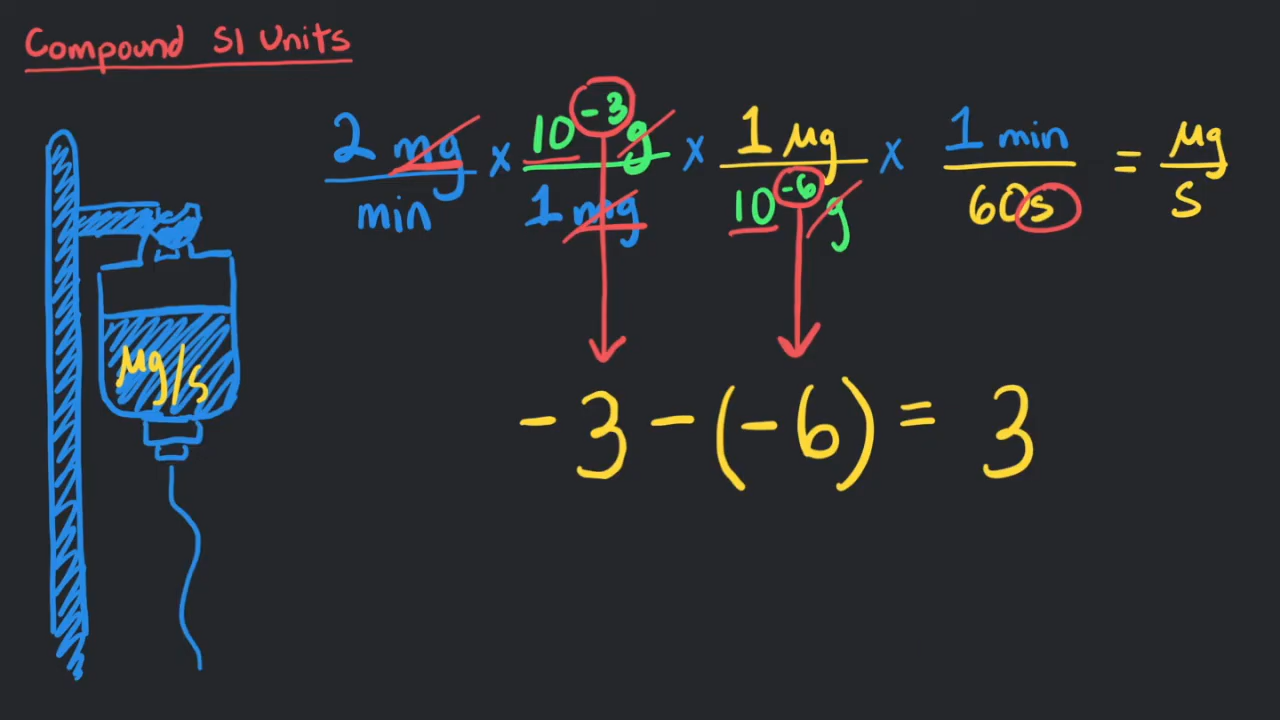 Compound SI Units
2 mg/min x 10⁻³ g/1 mg x 1 µg/10⁻⁶ g x 1 min/60s = µg/s
µg/s
-3 - (-6) = 3